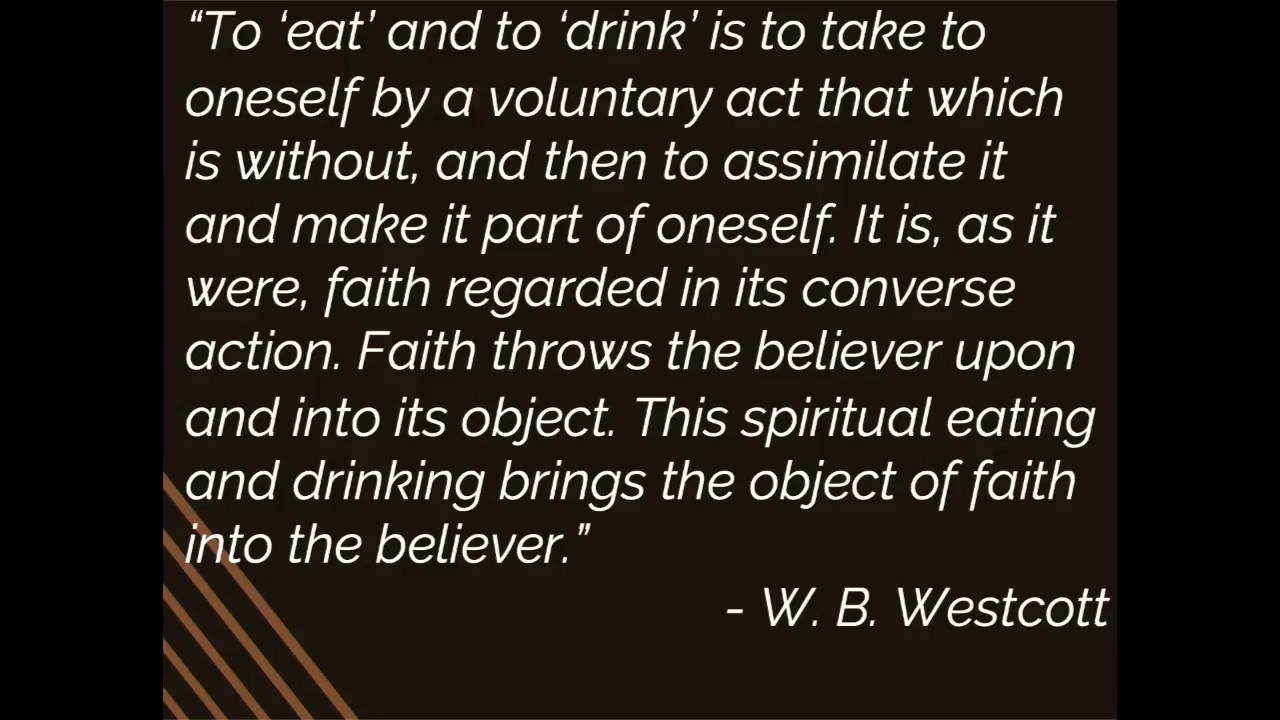 “To ‘eat’ and to ‘drink’ is to take to
oneself by a voluntary act that which
is without, and then to assimilate it
and make it part of oneself. It is, as it
were, faith regarded in its converse
action. Faith throws the believer upon
and into its object. This spiritual eating
and drinking brings the object of faith
into the believer.”
- W. B. Westcott